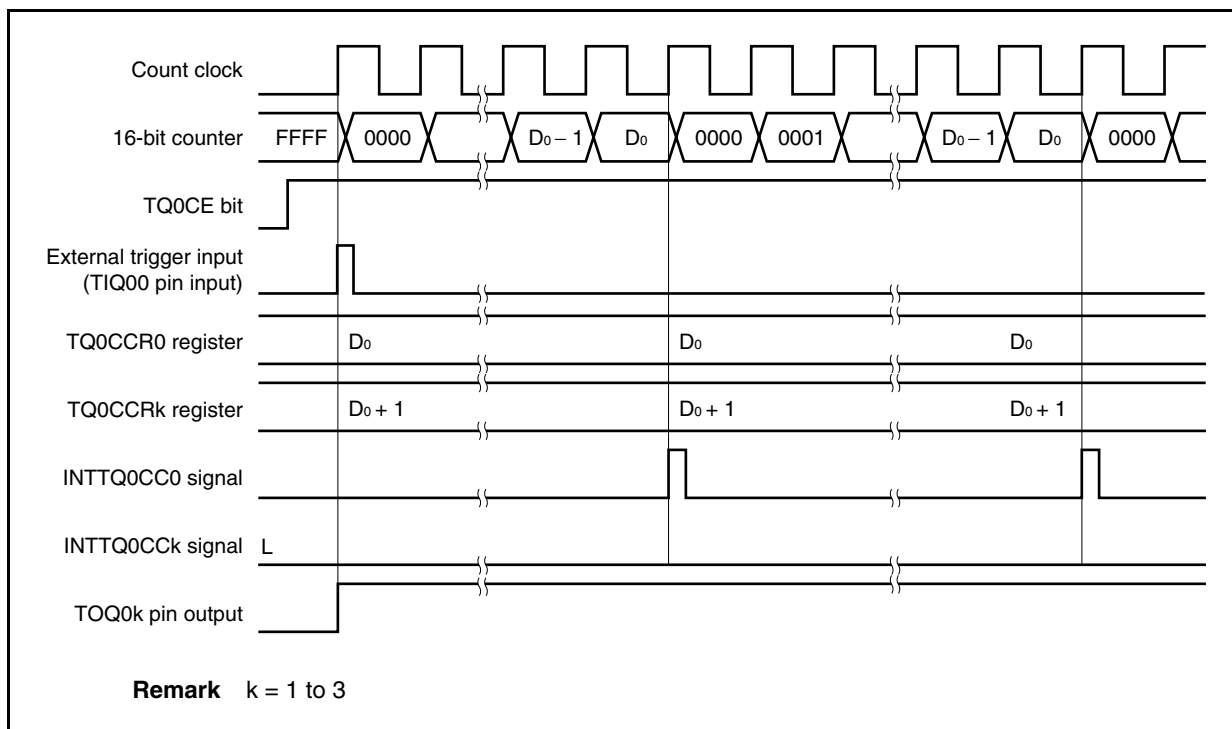 Count clock
16-bit counter FFFF 0000 D₀ – 1 D₀ 0000 0001 D₀ – 1 D₀ 0000
TQ0CE bit
External trigger input
(TIQ00 pin input)
TQ0CCR0 register D₀ D₀ D₀
TQ0CCRk register D₀ + 1 D₀ + 1 D₀ + 1
INTTQ0CC0 signal
INTTQ0CCk signal L
TOQ0k pin output
Remark k = 1 to 3